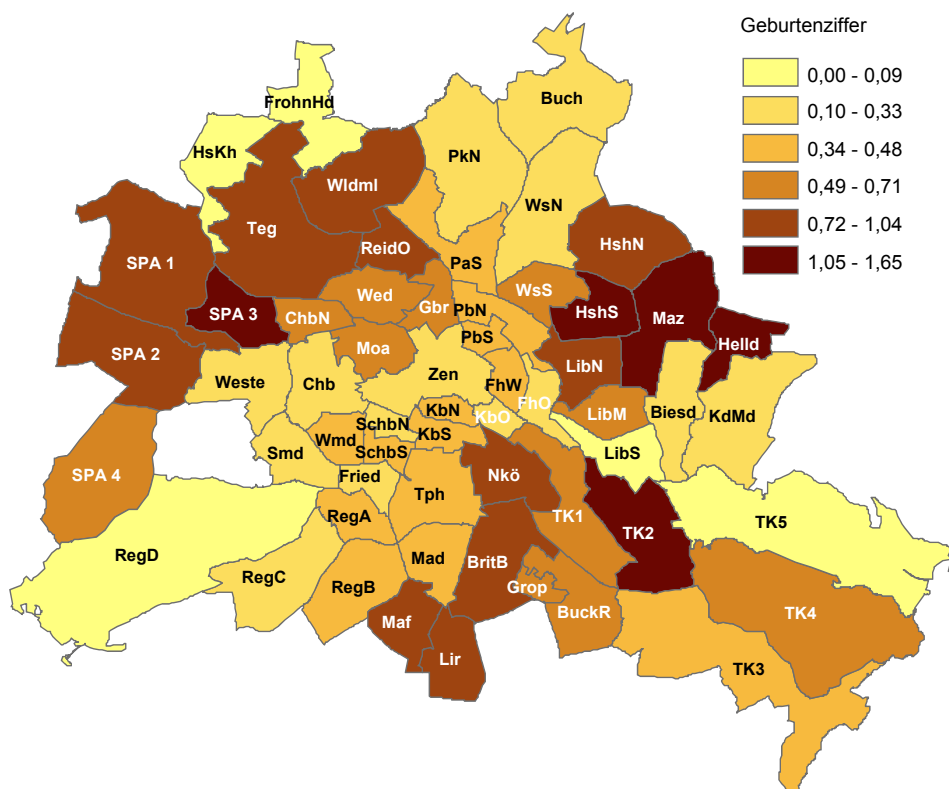 Geburtenziffer
0,00 - 0,09
0,10 - 0,33
0,34 - 0,48
0,49 - 0,71
0,72 - 1,04
1,05 - 1,65
FrohnHd
Buch
HsKh
PkN
Wldml
WsN
Teg
HshN
ReidO
SPA 1
PaS
Wed
WsS
Gbr
PbN
SPA 3
ChbN
HshS
Maz
PbS
Helld
Moa
SPA 2
LibN
Zen
Weste
Chb
FhW
FhO
KbN
KbO
LibM
Biesd
KdMd
SchbN
Wmd
KbS
SchbS
LibS
Smd
SPA 4
Fried
Nkö
Tph
RegA
TK1
TK2
TK5
RegD
Mad
BritB
RegC
RegB
Grop
BuckR
TK4
Maf
Lir
TK3